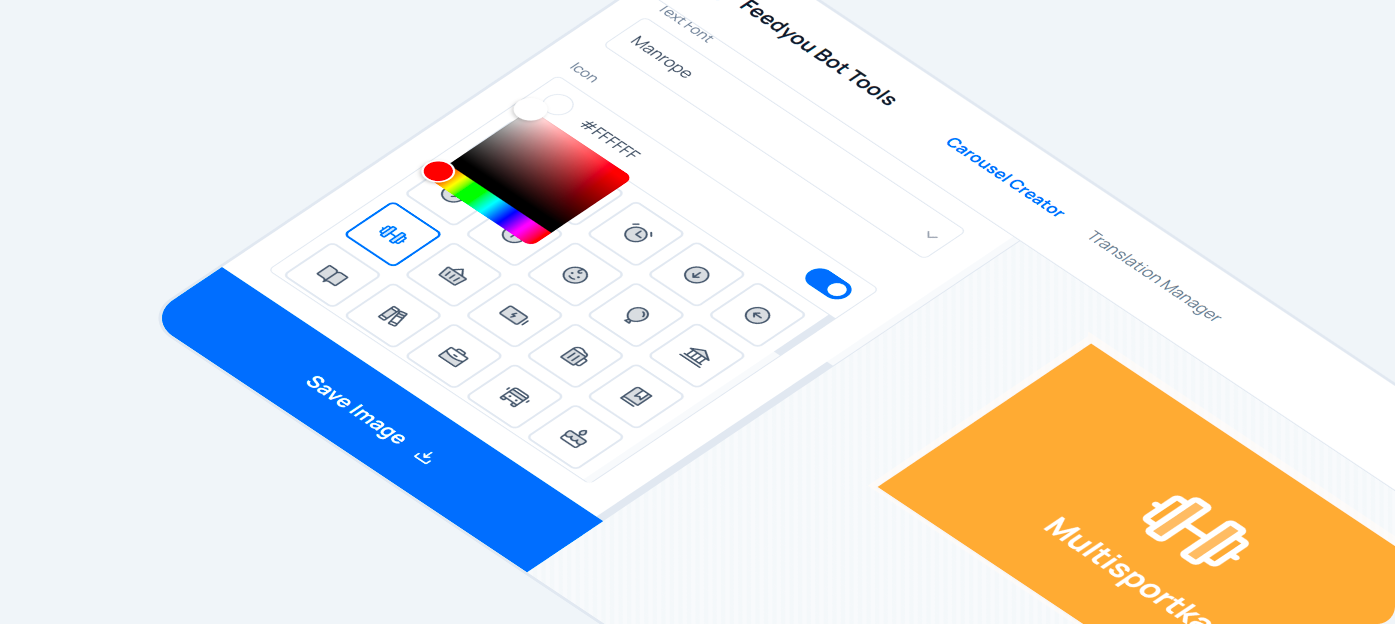 Feedyou Bot Tools
Carousel Creator
Translation Manager
Text Font
Manrope
Icon
#FFFFFF
Save Image
Multisportka